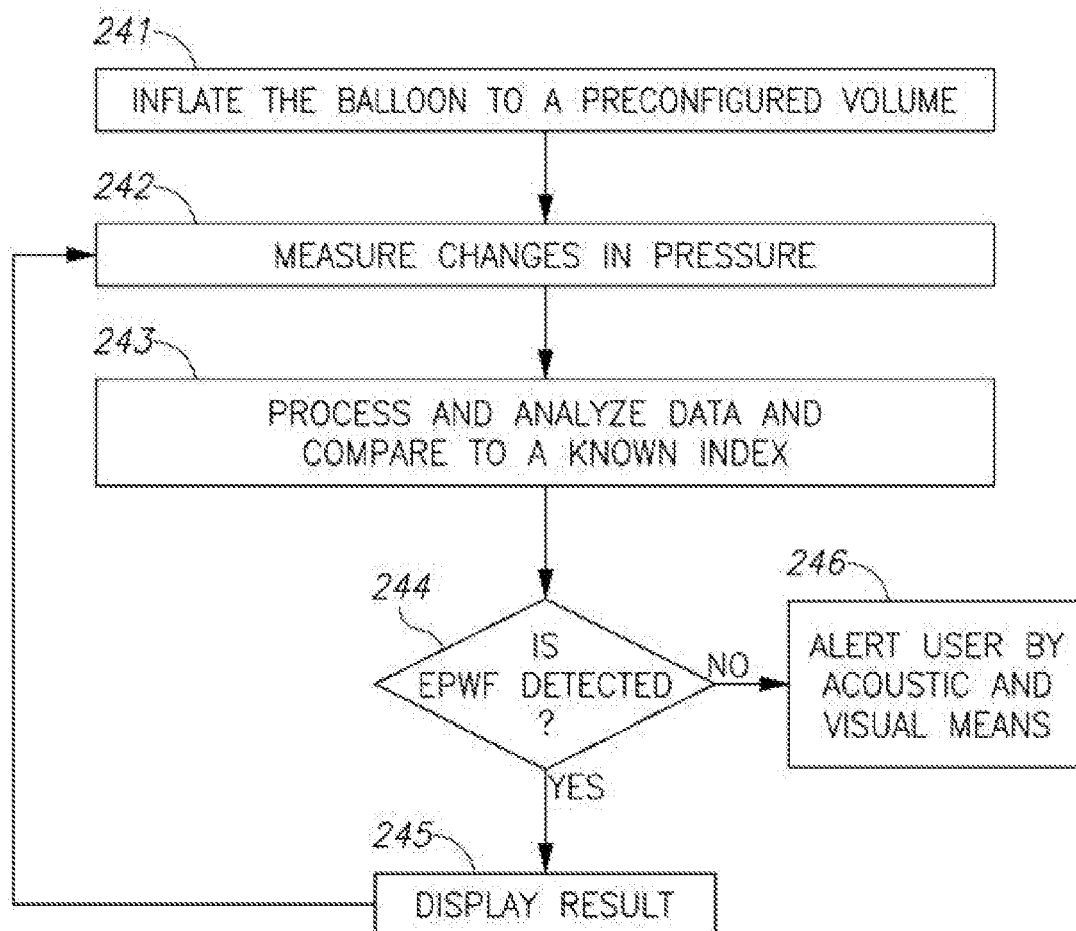 241
INFLATE THE BALLOON TO A PRECONFIGURED VOLUME
242
MEASURE CHANGES IN PRESSURE
243
PROCESS AND ANALYZE DATA AND
COMPARE TO A KNOWN INDEX
244
IS
EPWF DETECTED
?
NO
246
ALERT USER BY
ACOUSTIC AND
VISUAL MEANS
YES
245
DISPLAY RESULT